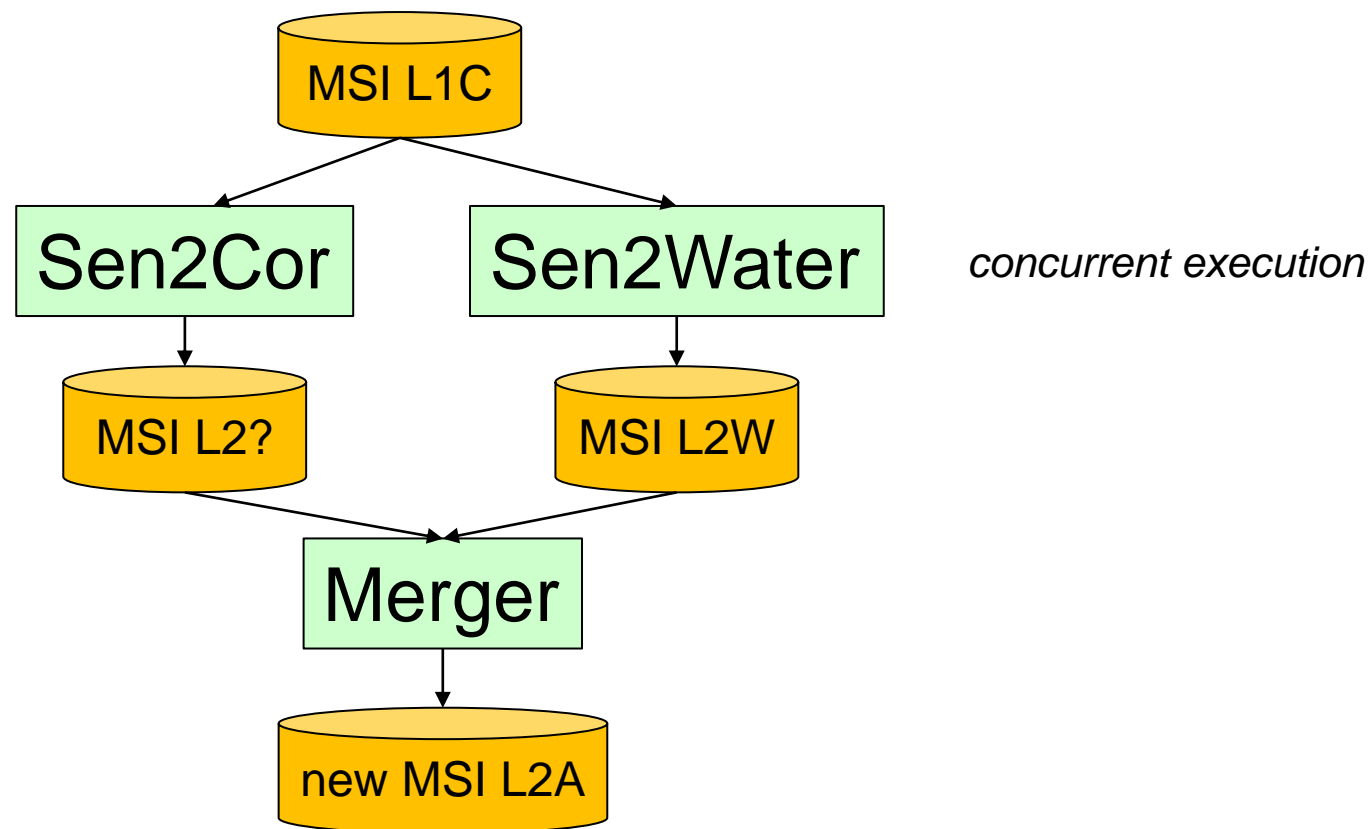 MSI L1C
Sen2Cor
Sen2Water
concurrent execution
MSI L2?
MSI L2W
Merger
new MSI L2A